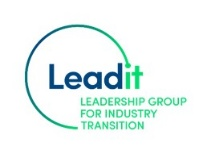 Leadit
LEADERSHIP GROUP
FOR INDUSTRY
TRANSITION